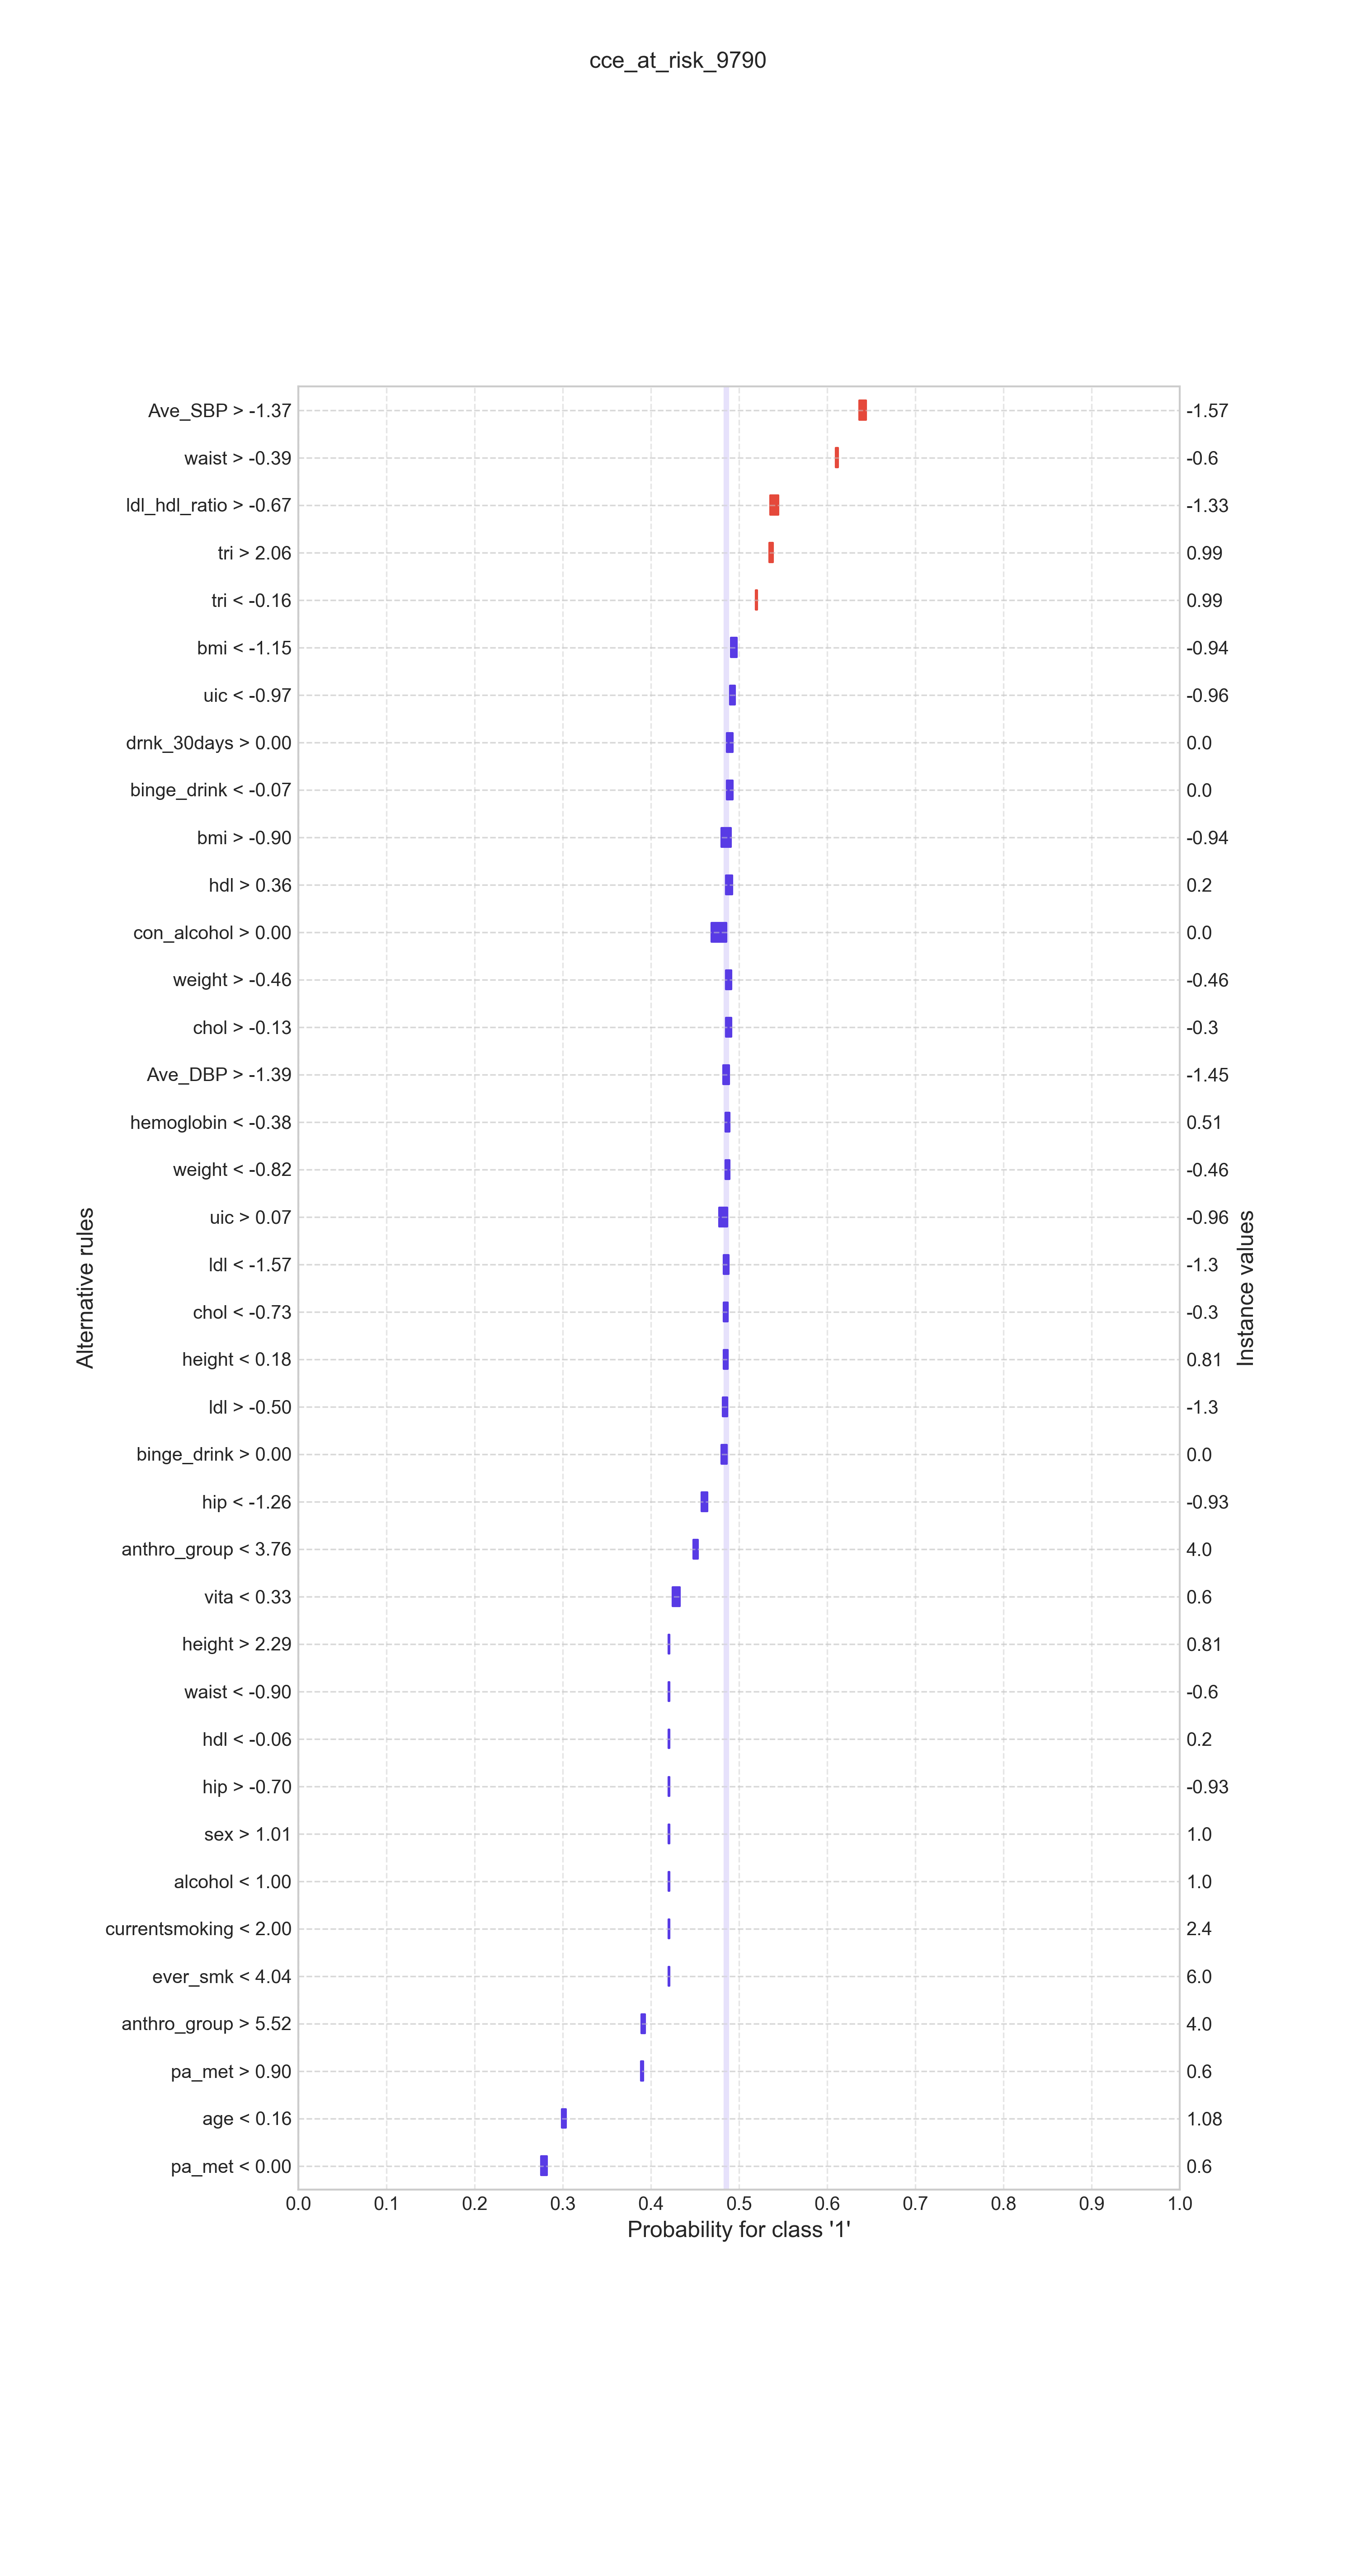 cce_at_risk_9790
Ave_SBP > -1.37 -1.57
waist > -0.39 -0.6
ldl_hdl_ratio > -0.67 -1.33
tri > 2.06 0.99
tri < -0.16 0.99
bmi < -1.15 -0.94
uic < -0.97 -0.96
drnk_30days > 0.00 0.0
binge_drink < -0.07 0.0
bmi > -0.90 -0.94
hdl > 0.36 0.2
con_alcohol > 0.00 0.0
weight > -0.46 -0.46
chol > -0.13 -0.3
Ave_DBP > -1.39 -1.45
hemoglobin < -0.38 0.51
weight < -0.82 -0.46
uic > 0.07 -0.96
ldl < -1.57 -1.3
chol < -0.73 -0.3
height < 0.18 0.81
ldl > -0.50 -1.3
binge_drink > 0.00 0.0
hip < -1.26 -0.93
anthro_group < 3.76 4.0
vita < 0.33 0.6
height > 2.29 0.81
waist < -0.90 -0.6
hdl < -0.06 0.2
hip > -0.70 -0.93
sex > 1.01 1.0
alcohol < 1.00 1.0
currentsmoking < 2.00 2.4
ever_smk < 4.04 6.0
anthro_group > 5.52 4.0
pa_met > 0.90 0.6
age < 0.16 1.08
pa_met < 0.00 0.6
Alternative rules
Instance values
0.0 0.1 0.2 0.3 0.4 0.5 0.6 0.7 0.8 0.9 1.0
Probability for class '1'